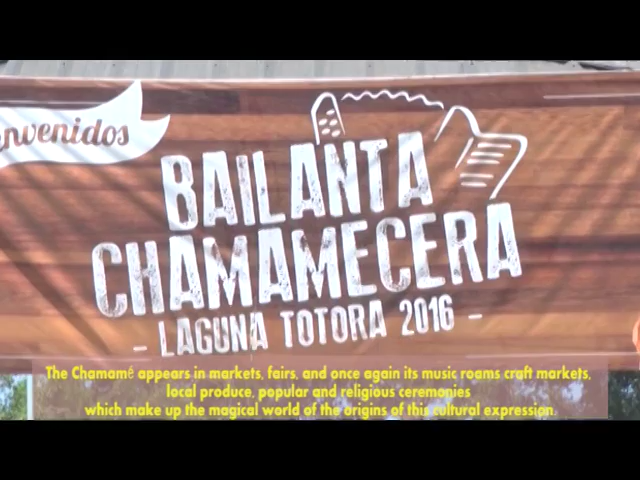 BAILANTA
CHAMAMECERA
- LAGUNA TOTORA 2016 -
The Chamamé appears in markets, fairs, and once again its music roams craft markets,
local produce, popular and religious ceremonies
which make up the magical world of the origins of this cultural expression.